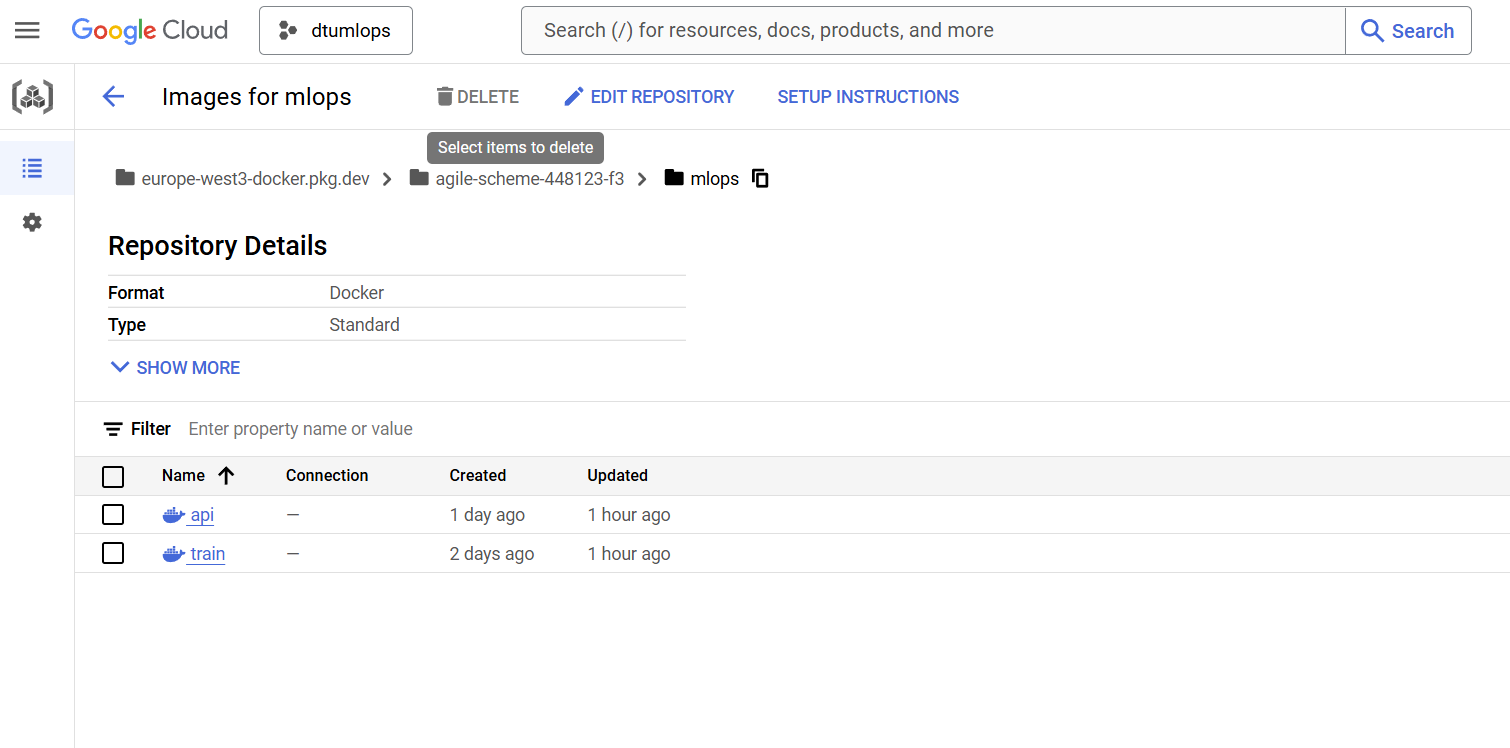 Google Cloud dtumlops Search (/) for resources, docs, products, and more Search
Images for mlops DELETE EDIT REPOSITORY SETUP INSTRUCTIONS
Select items to delete
europe-west3-docker.pkg.dev agile-scheme-448123-f3 mlops
Repository Details
Format Docker
Type Standard
SHOW MORE
Filter Enter property name or value
Name Connection Created Updated
api — 1 day ago 1 hour ago
train — 2 days ago 1 hour ago